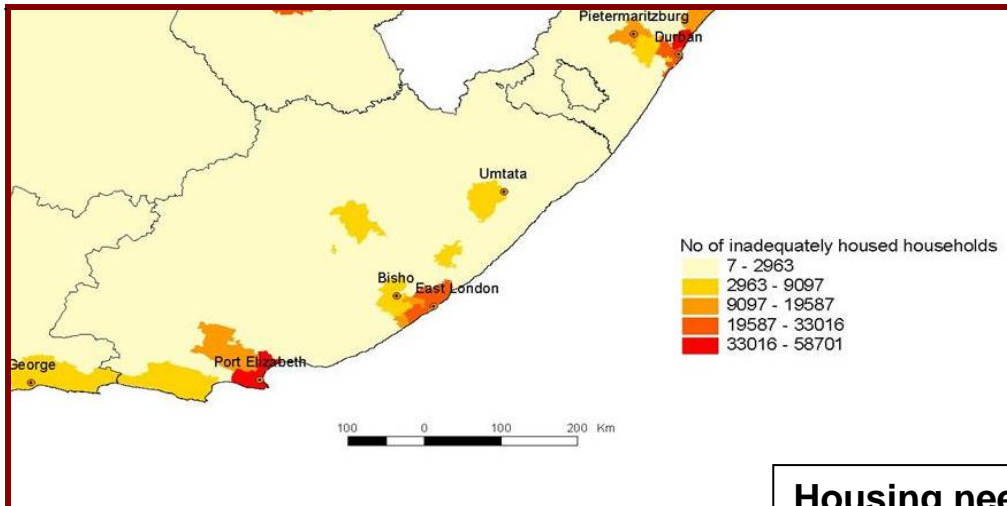 Pietermaritzburg
Durban
Umtata
No of inadequately housed households
7 - 2963
2963 - 9097
9097 - 19587
19587 - 33016
33016 - 58701
Bisho
East London
George
Port Elizabeth
100 0 100 200 Km
Housing